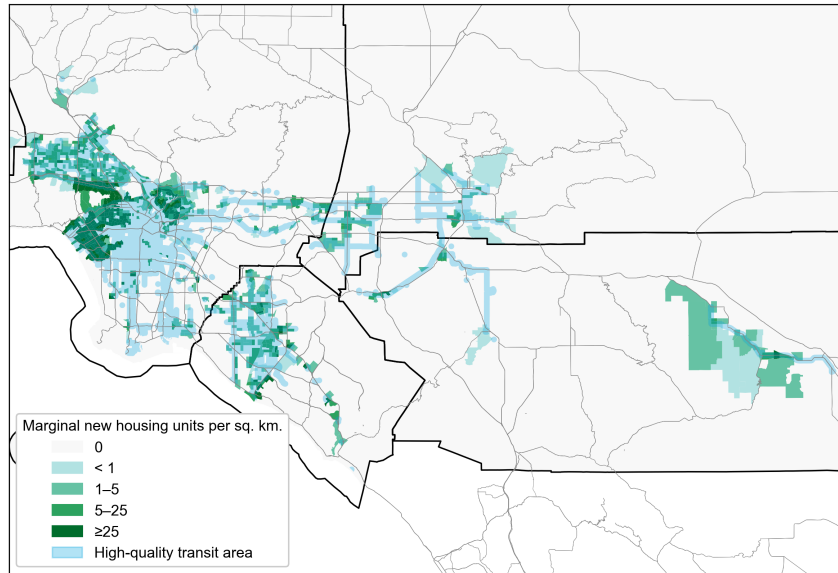 Marginal new housing units per sq. km.
0
< 1
1–5
5–25
≥25
High-quality transit area